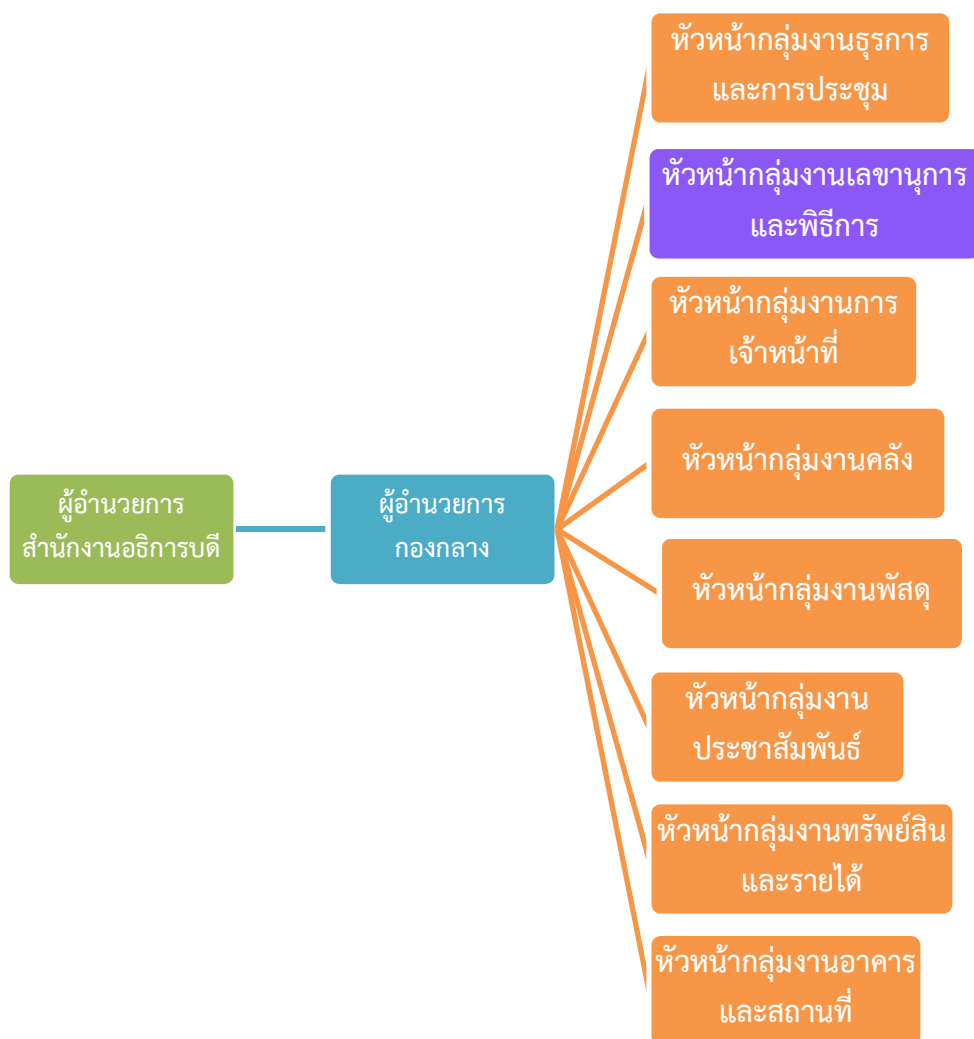 ผู้อำนวยการ
สำนักงานอธิการบดี
ผู้อำนวยการ
กองกลาง
หัวหน้ากลุ่มงานธุรการ
และการประชุม
หัวหน้ากลุ่มงานเลขานุการ
และพิธีการ
หัวหน้ากลุ่มงานการ
เจ้าหน้าที่
หัวหน้ากลุ่มงานคลัง
หัวหน้ากลุ่มงานพัสดุ
หัวหน้ากลุ่มงาน
ประชาสัมพันธ์
หัวหน้ากลุ่มงานทรัพย์สิน
และรายได้
หัวหน้ากลุ่มงานอาคาร
และสถานที่